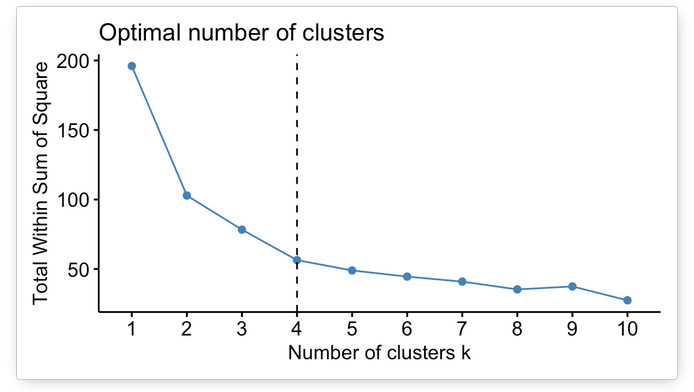 Optimal number of clusters
Total Within Sum of Square
200
150
100
50
1 2 3 4 5 6 7 8 9 10
Number of clusters k